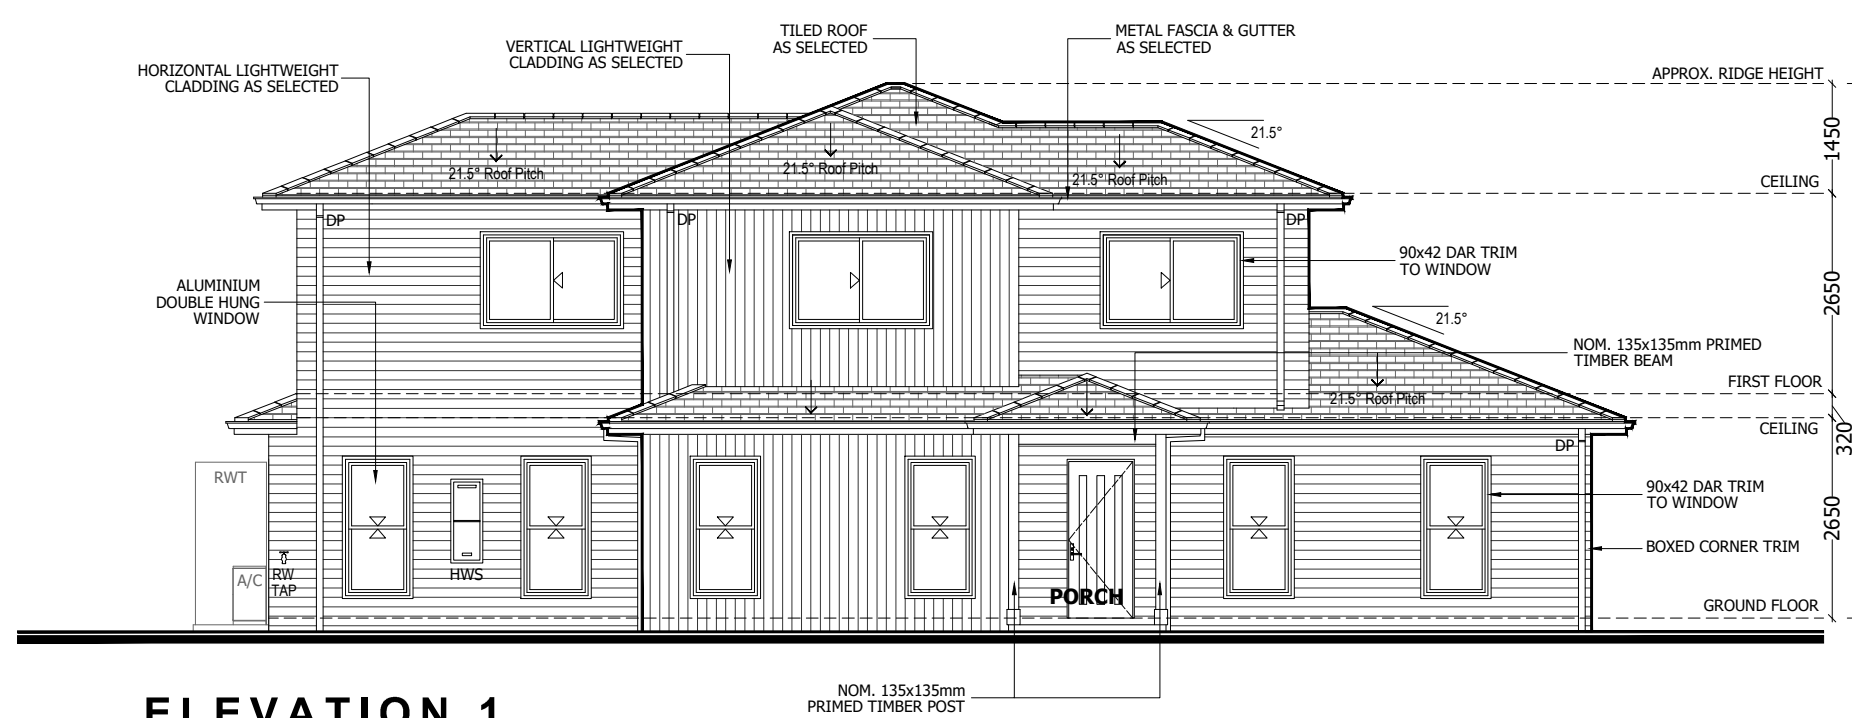 TILED ROOF
AS SELECTED
METAL FASCIA & GUTTER
AS SELECTED
VERTICAL LIGHTWEIGHT
CLADDING AS SELECTED
HORIZONTAL LIGHTWEIGHT
CLADDING AS SELECTED
APPROX. RIDGE HEIGHT
1450
21.5°
21.5° Roof Pitch
21.5° Roof Pitch
21.5° Roof Pitch
CEILING
DP
DP
DP
90x42 DAR TRIM
TO WINDOW
2650
ALUMINIUM
DOUBLE HUNG
WINDOW
21.5°
NOM. 135x135mm PRIMED
TIMBER BEAM
FIRST FLOOR
21.5° Roof Pitch
CEILING
320
DP
RWT
90x42 DAR TRIM
TO WINDOW
2650
BOXED CORNER TRIM
A/C
RW
TAP
HWS
PORCH
GROUND FLOOR
NOM. 135x135mm
PRIMED TIMBER POST
ELEVATION 1